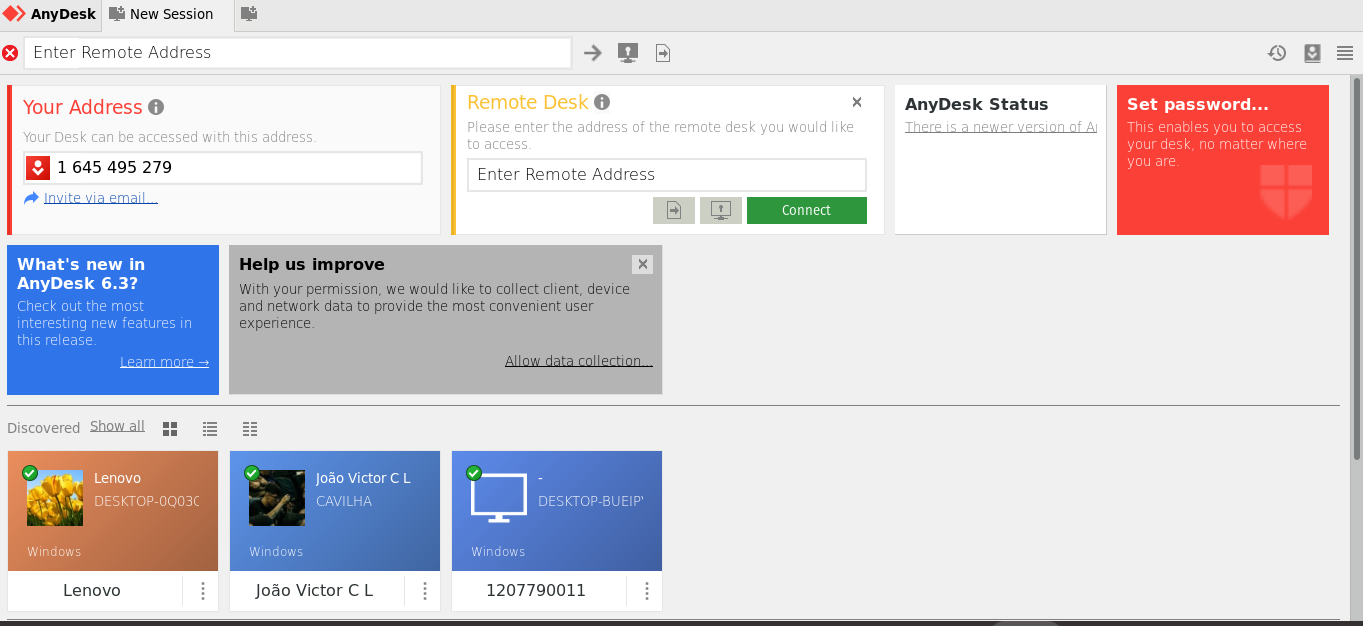 AnyDesk
New Session
Enter Remote Address
Your Address
Your Desk can be accessed with this address.
1 645 495 279
Invite via email...
Remote Desk
Please enter the address of the remote desk you would like
to access.
Enter Remote Address
Connect
AnyDesk Status
There is a newer version of
Set password...
This enables you to access
your desk, no matter where
you are.
What's new in
AnyDesk 6.3?
Check out the most
interesting new features in
this release.
Learn more →
Help us improve
With your permission, we would like to collect client, device
and network data to provide the most convenient user
experience.
Allow data collection...
Discovered
Show all
Lenovo
DESKTOP-0Q03
Windows
Lenovo
João Victor C L
CAVILHA
Windows
João Victor C L
-
DESKTOP-BUEIP
Windows
1207790011